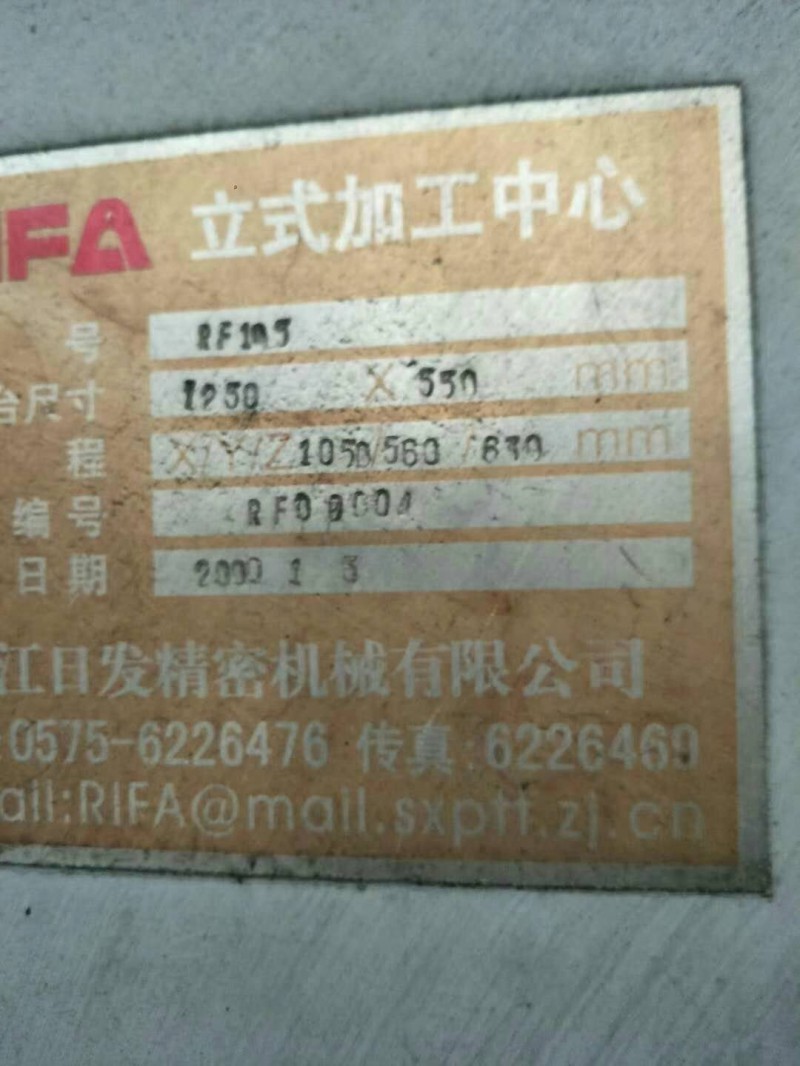 IFA 立式加工中心
号 RF105
台尺寸 1250 X 550 mm
程 X/Y/Z 1050/560/630 mm
编号 RF00004
日期 2000 1 3
江日发精密机械有限公司
:0575-6226476 传真:6226469
ail:RIFA@mail.sxptt.zj.cn